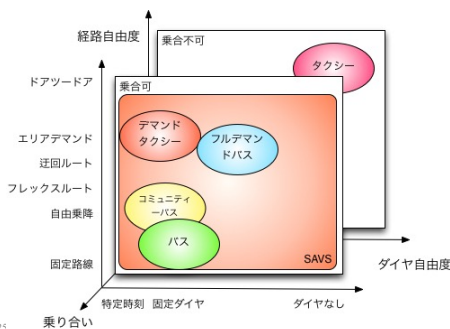 経路自由度
乗合不可
タクシー
ドアツードア
乗合可
デマンド
タクシー
フルデマン
ドバス
エリアデマンド
迂回ルート
フレックスルート
自由乗降
コミュニティ
ーバス
バス
固定路線
SAVS
ダイヤ自由度
特定時刻
固定ダイヤ
ダイヤなし
乗り合い